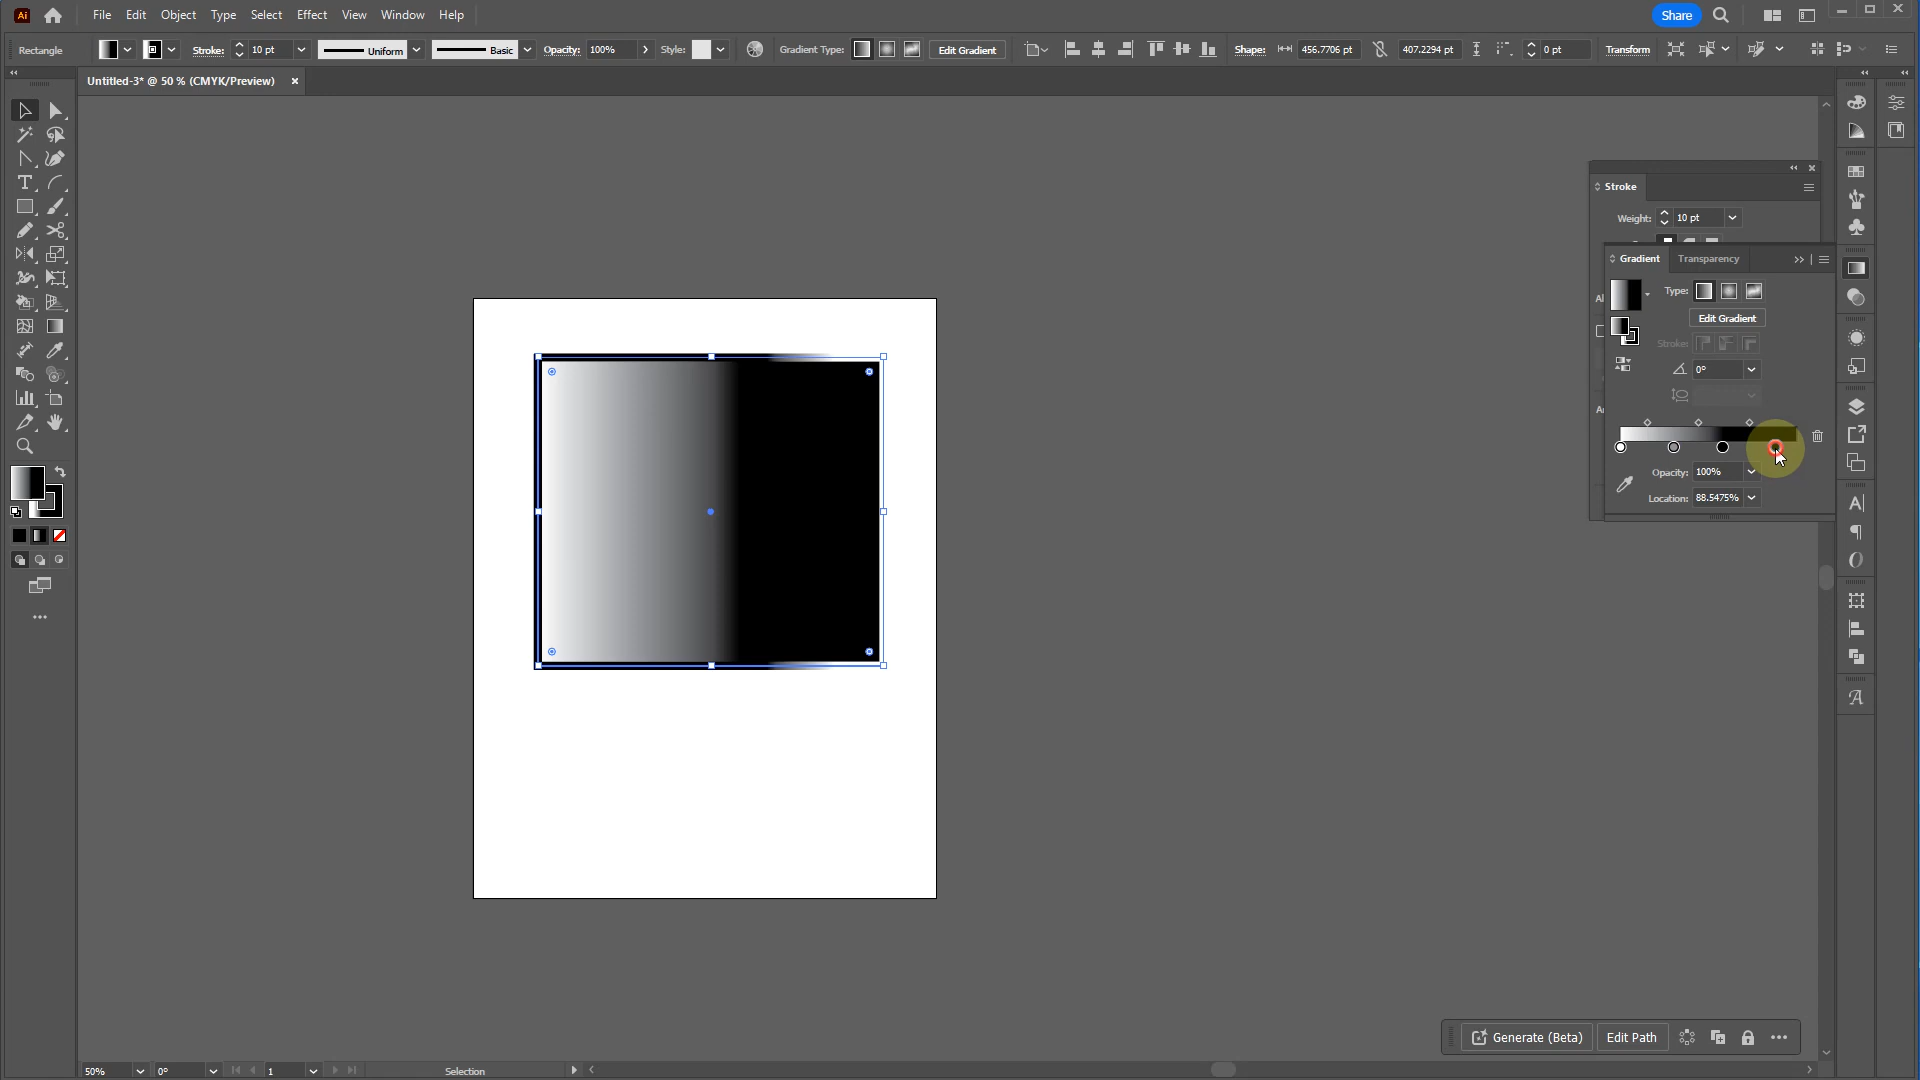 Ai File Edit Object Type Select Effect View Window Help Share
Rectangle Stroke: 10 pt Uniform Basic Opacity: 100% Style: Gradient Type: Edit Gradient Shape: 456.7706 pt 407.2294 pt 0 pt Transform
Untitled-3* @ 50 % (CMYK/Preview)
Stroke
Weight: 10 pt
Gradient Transparency
Type:
Edit Gradient
Stroke:
0°
Opacity: 100%
Location: 88.5475%
Generate (Beta) Edit Path
50% 0° 1 Selection